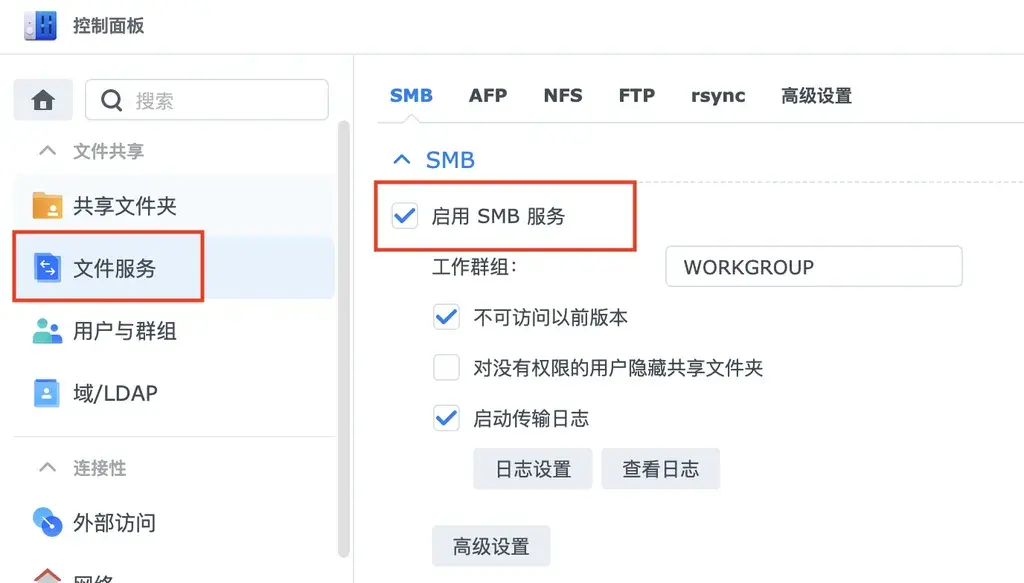 控制面板
搜索
文件共享
共享文件夹
文件服务
用户与群组
域/LDAP
连接性
外部访问
网络
SMB AFP NFS FTP rsync 高级设置
SMB
启用 SMB 服务
工作群组: WORKGROUP
不可访问以前版本
对没有权限的用户隐藏共享文件夹
启动传输日志
日志设置 查看日志
高级设置